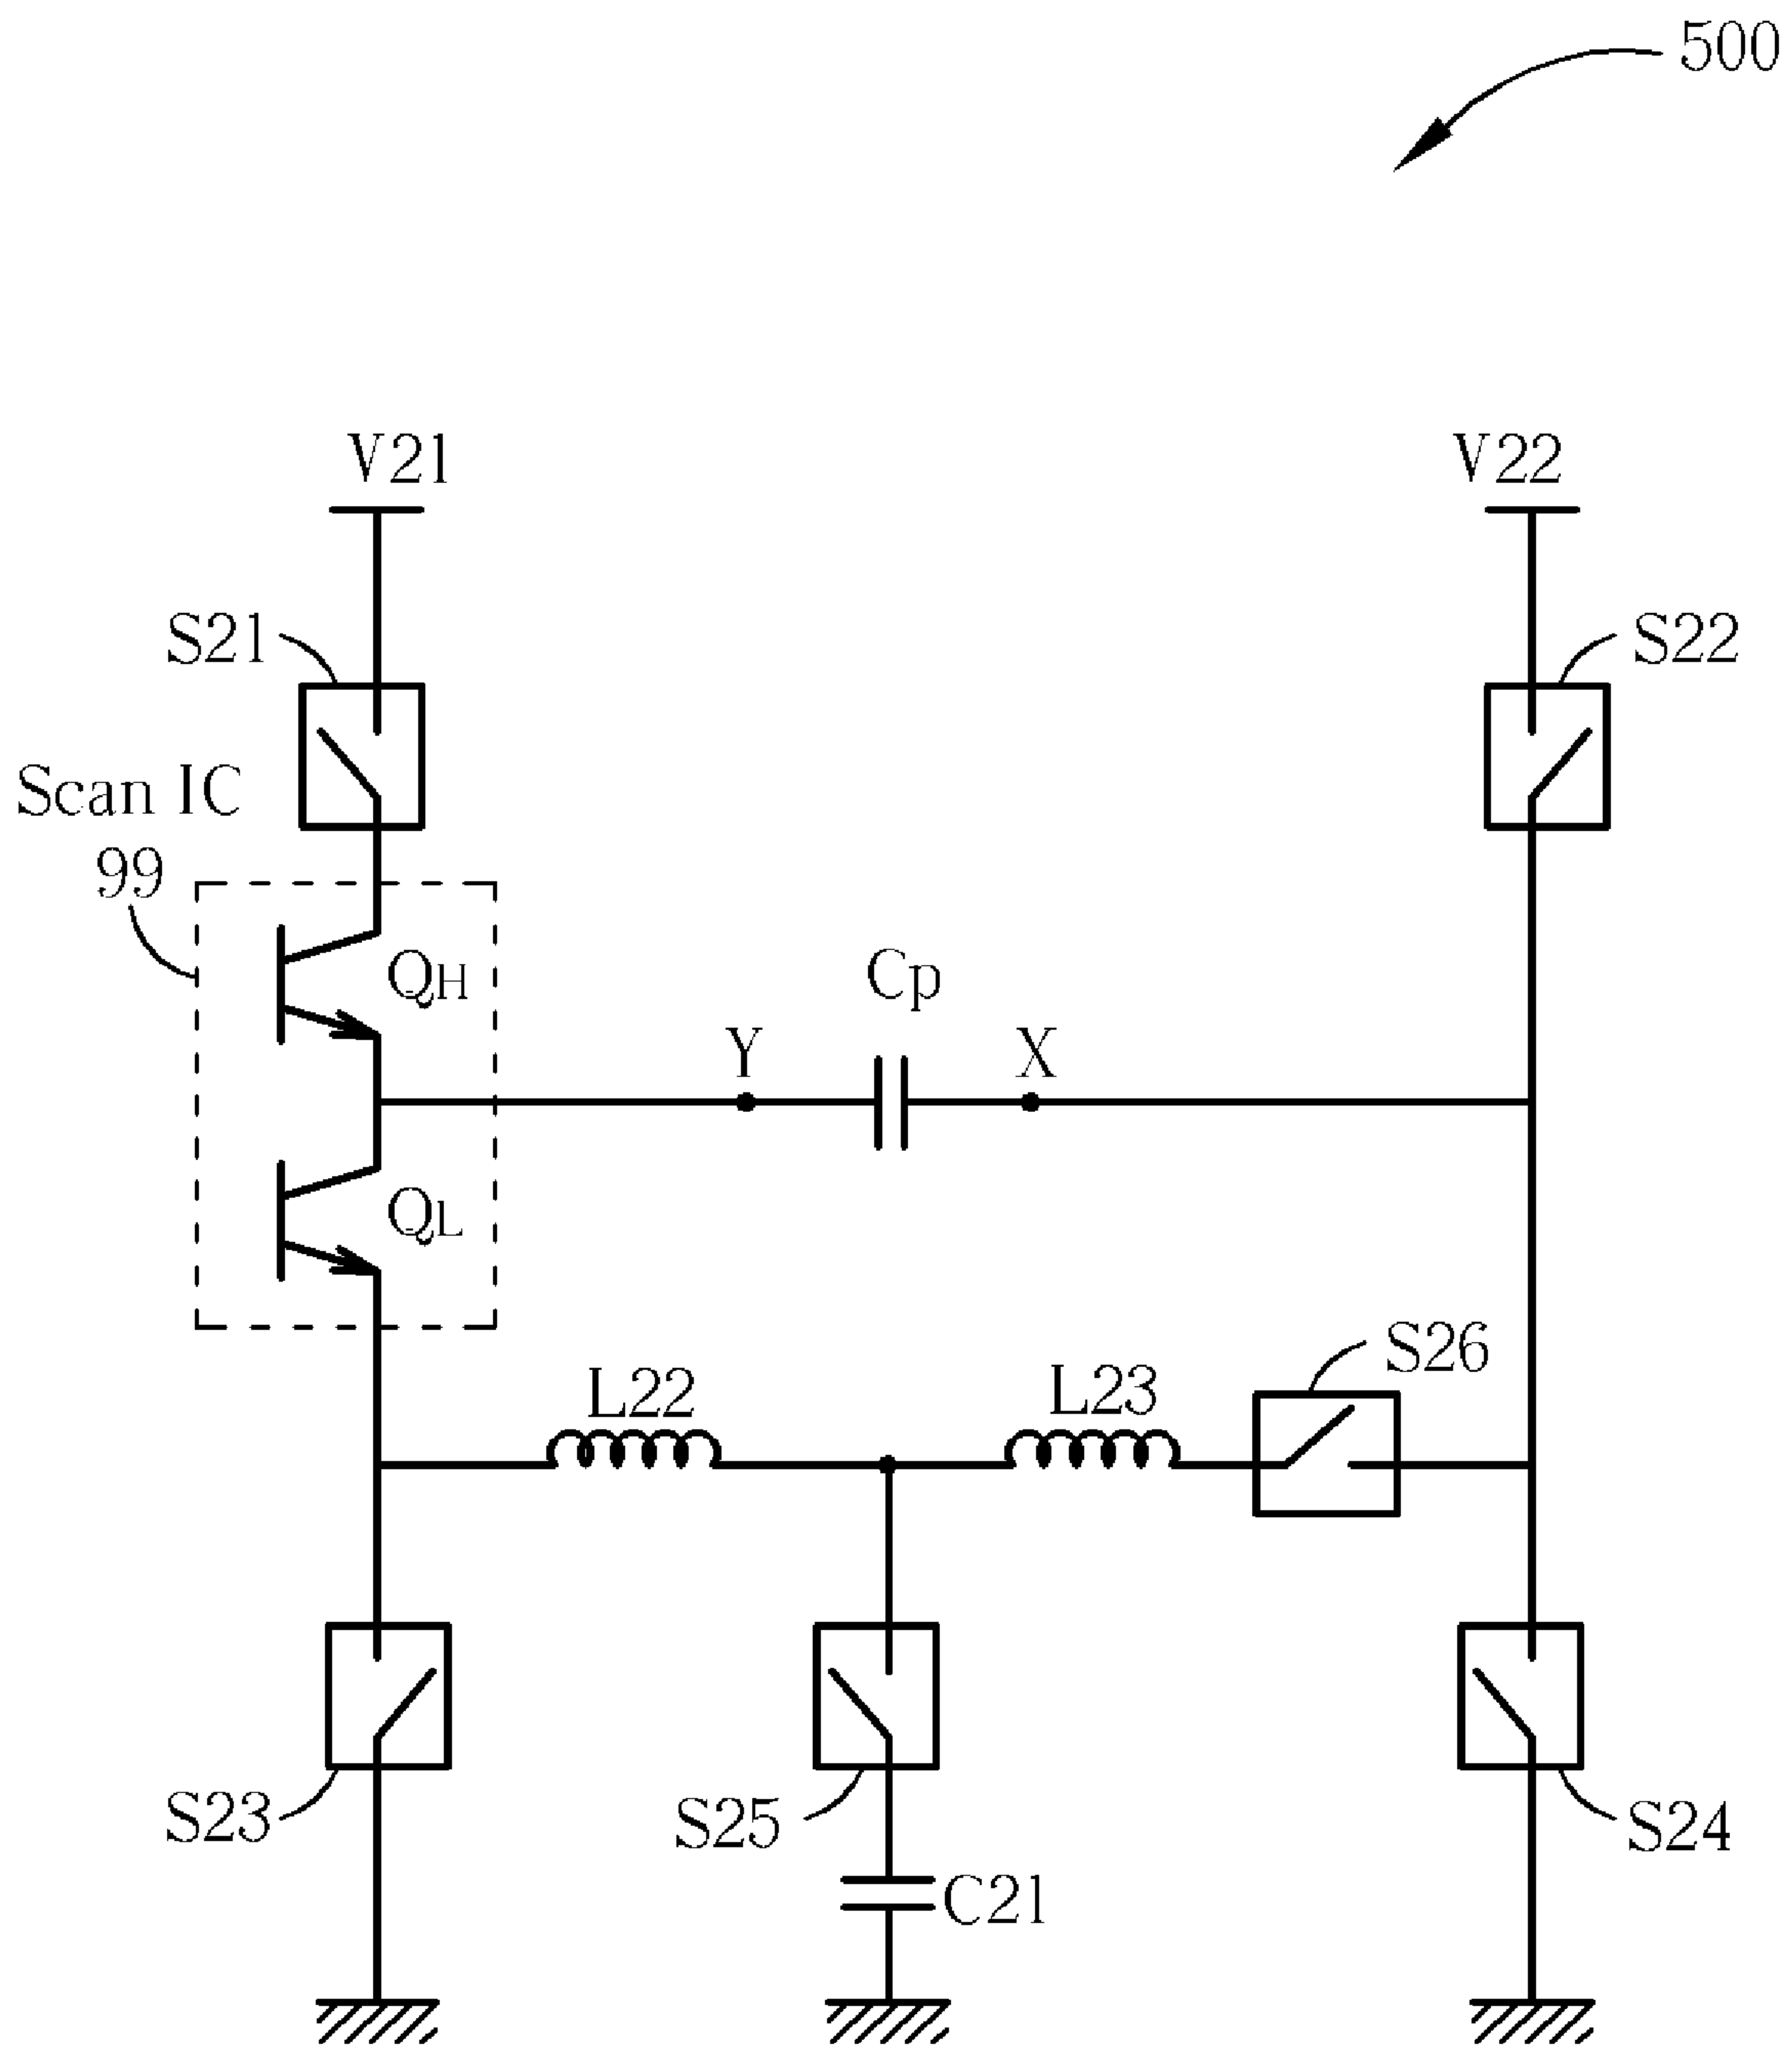 500
V21
V22
S21
S22
Scan IC
99
QH
Cp
Y
X
QL
S26
L22
L23
S23
S25
S24
C21